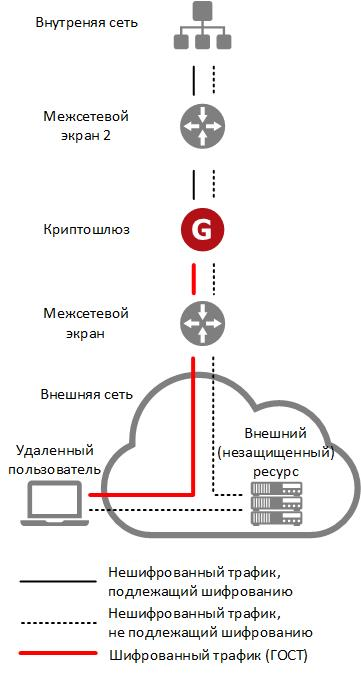 Внутреняя сеть
Межсетевой
экран 2
Криптошлюз
G
Межсетевой
экран
Внешняя сеть
Удаленный
пользователь
Внешний
(незащищенный)
ресурс
Нешифрованный трафик,
подлежащий шифрованию
Нешифрованный трафик,
не подлежащий шифрованию
Шифрованный трафик (ГОСТ)